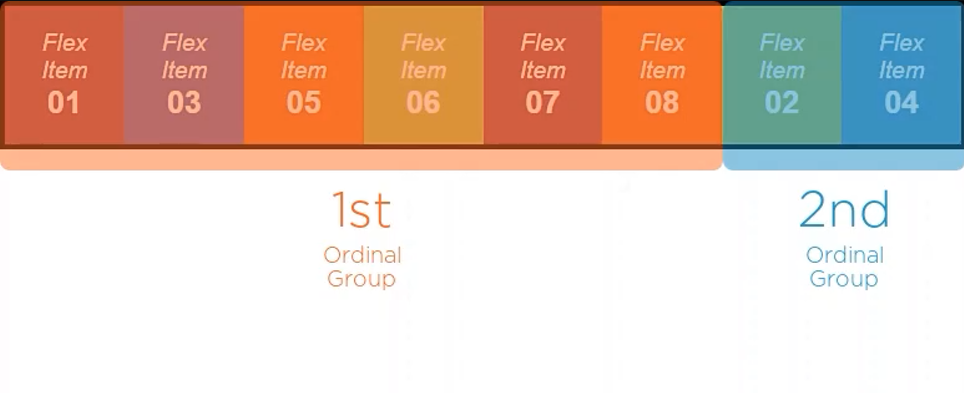 Flex
Item
01
Flex
Item
03
Flex
Item
05
Flex
Item
06
Flex
Item
07
Flex
Item
08
Flex
Item
02
Flex
Item
04
1st
Ordinal
Group
2nd
Ordinal
Group